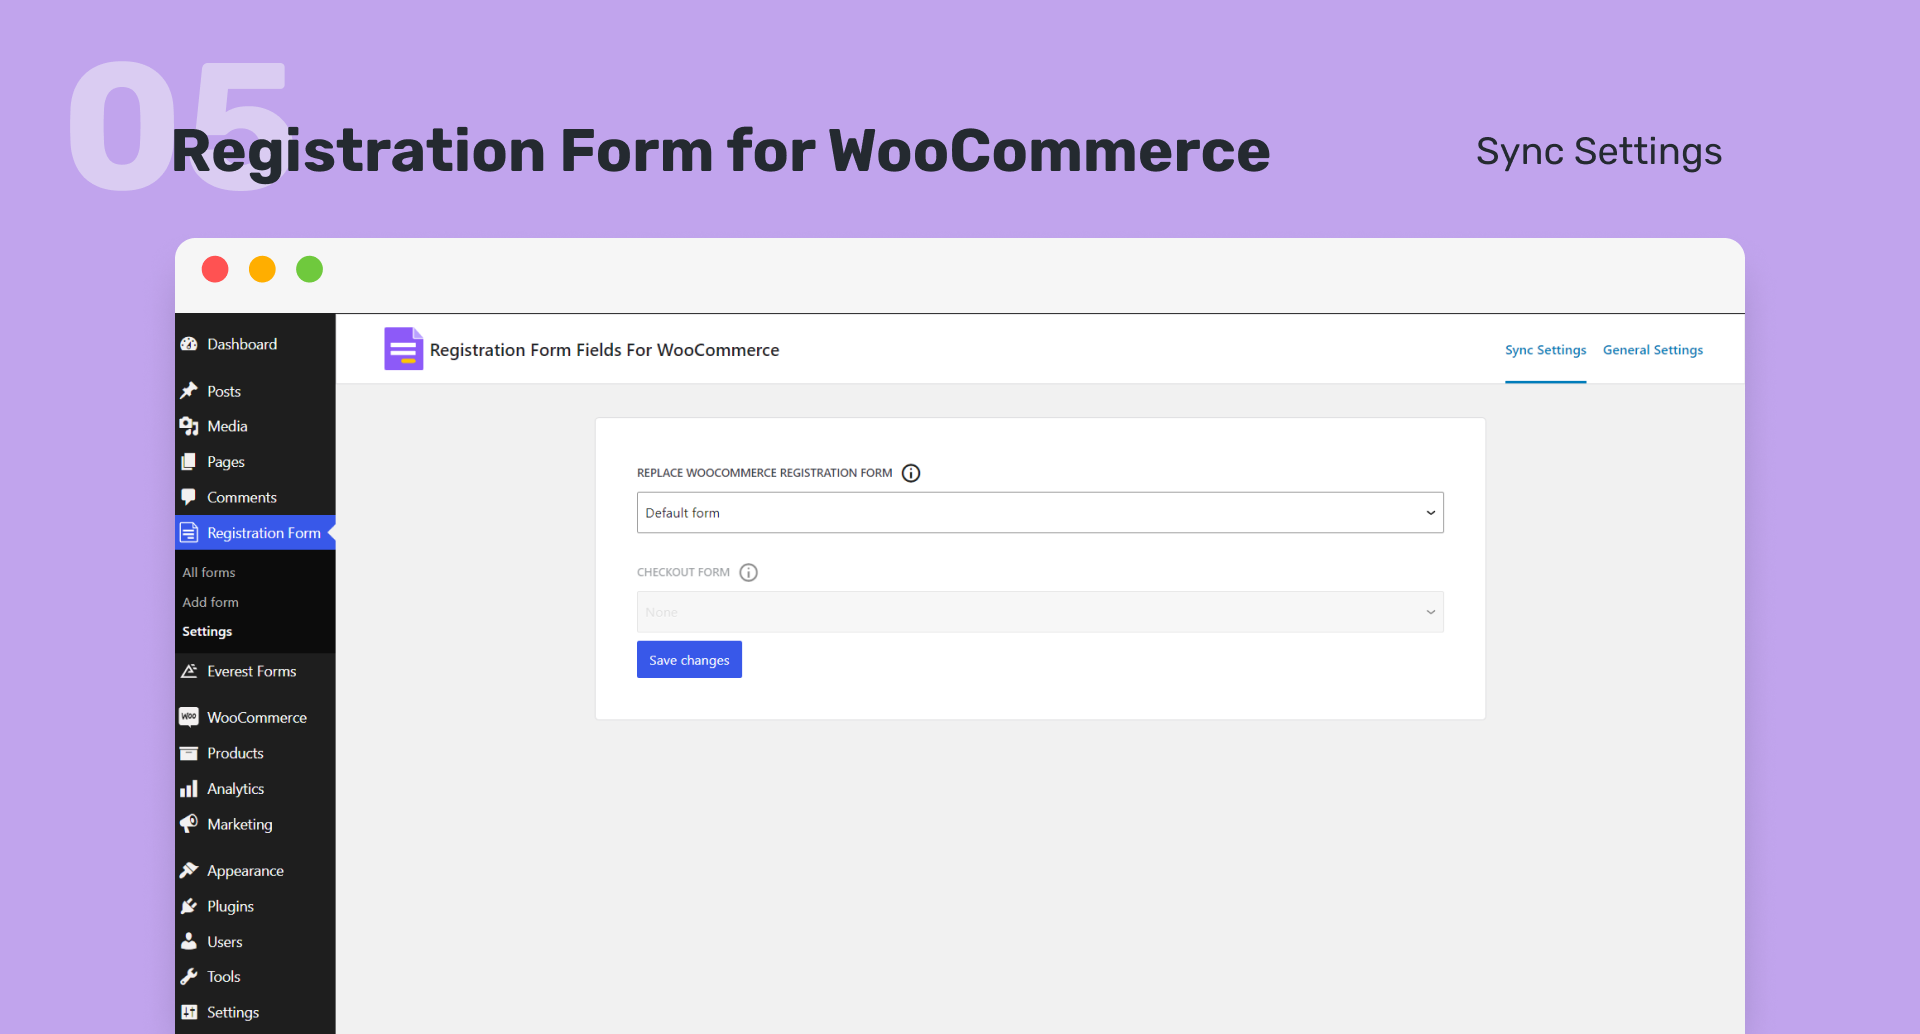 05
Registration Form for WooCommerce
Sync Settings
Dashboard
Posts
Media
Pages
Comments
Registration Form
All forms
Add form
Settings
Everest Forms
Woo WooCommerce
Products
Analytics
Marketing
Appearance
Plugins
Users
Tools
Settings
Registration Form Fields For WooCommerce
Sync Settings General Settings
REPLACE WOOCOMMERCE REGISTRATION FORM
Default form
CHECKOUT FORM
None
Save changes